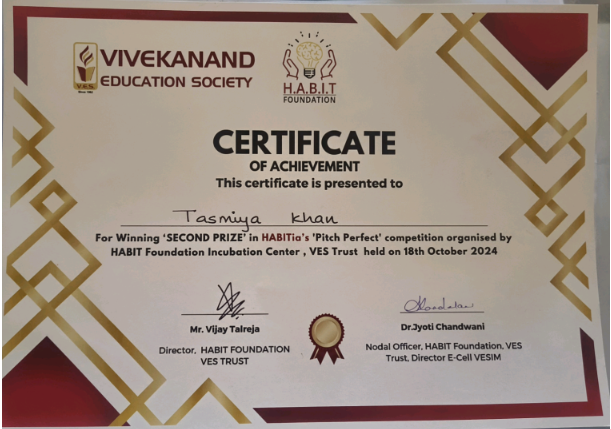 VIVEKANAND
EDUCATION SOCIETY
V.E.S.
Since 1962
H.A.B.I.T
FOUNDATION
CERTIFICATE
OF ACHIEVEMENT
This certificate is presented to
Tasmiya Khan
For Winning 'SECOND PRIZE' in HABITia's 'Pitch Perfect' competition organised by
HABIT Foundation Incubation Center , VES Trust held on 18th October 2024
Mr. Vijay Talreja
Director, HABIT FOUNDATION
VES TRUST
Dr.Jyoti Chandwani
Nodal Officer, HABIT Foundation, VES
Trust, Director E-Cell VESIM